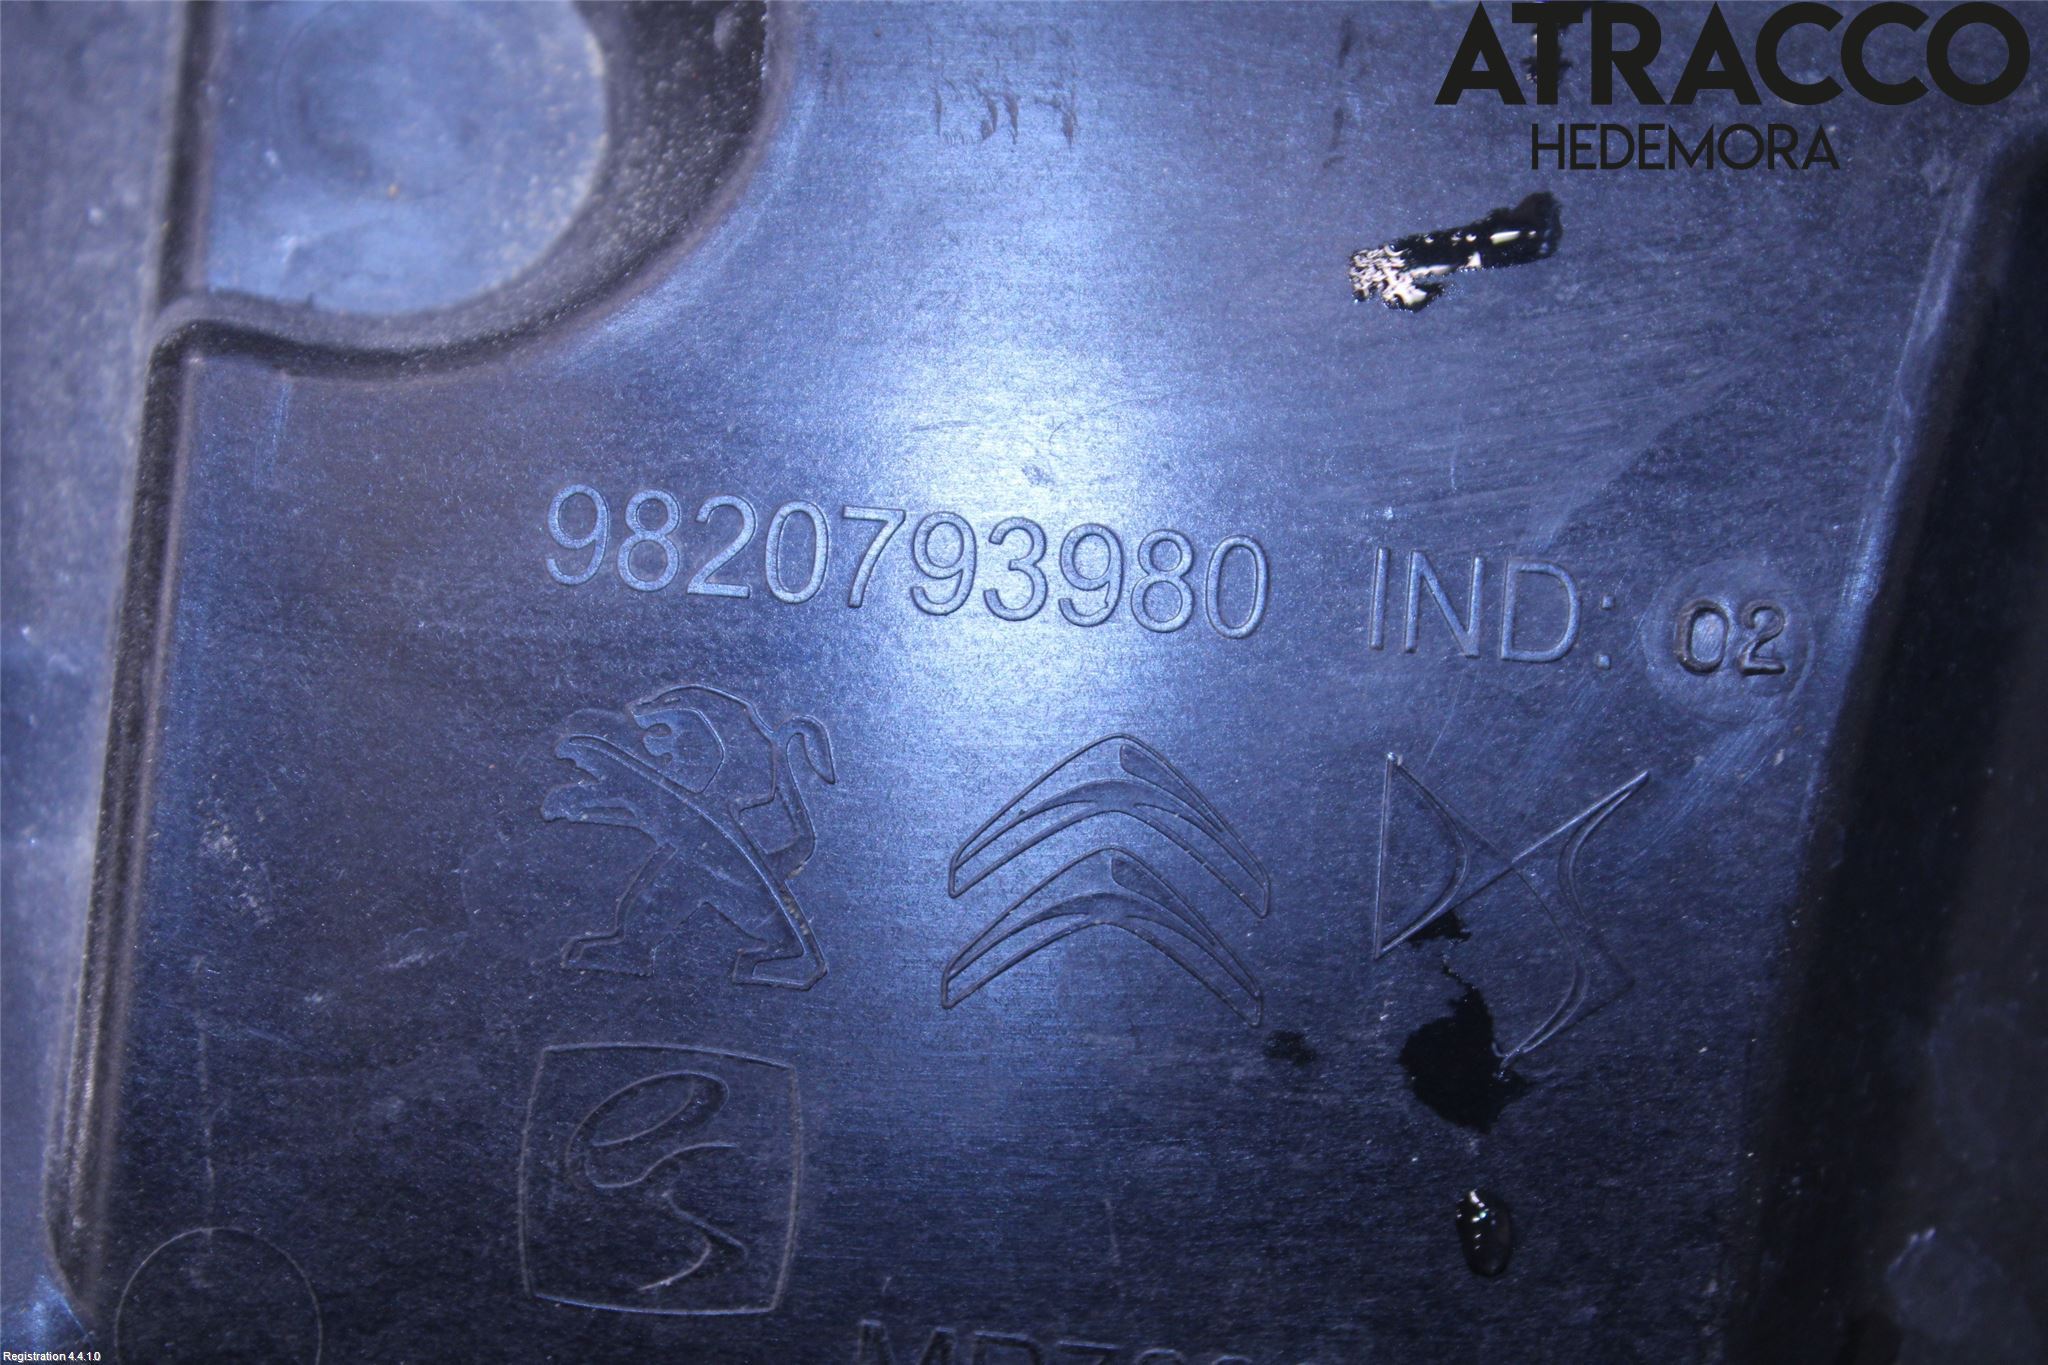 ATRACCO
HEDEMORA
9820793980 IND: 02
Registration 4.4.1.0